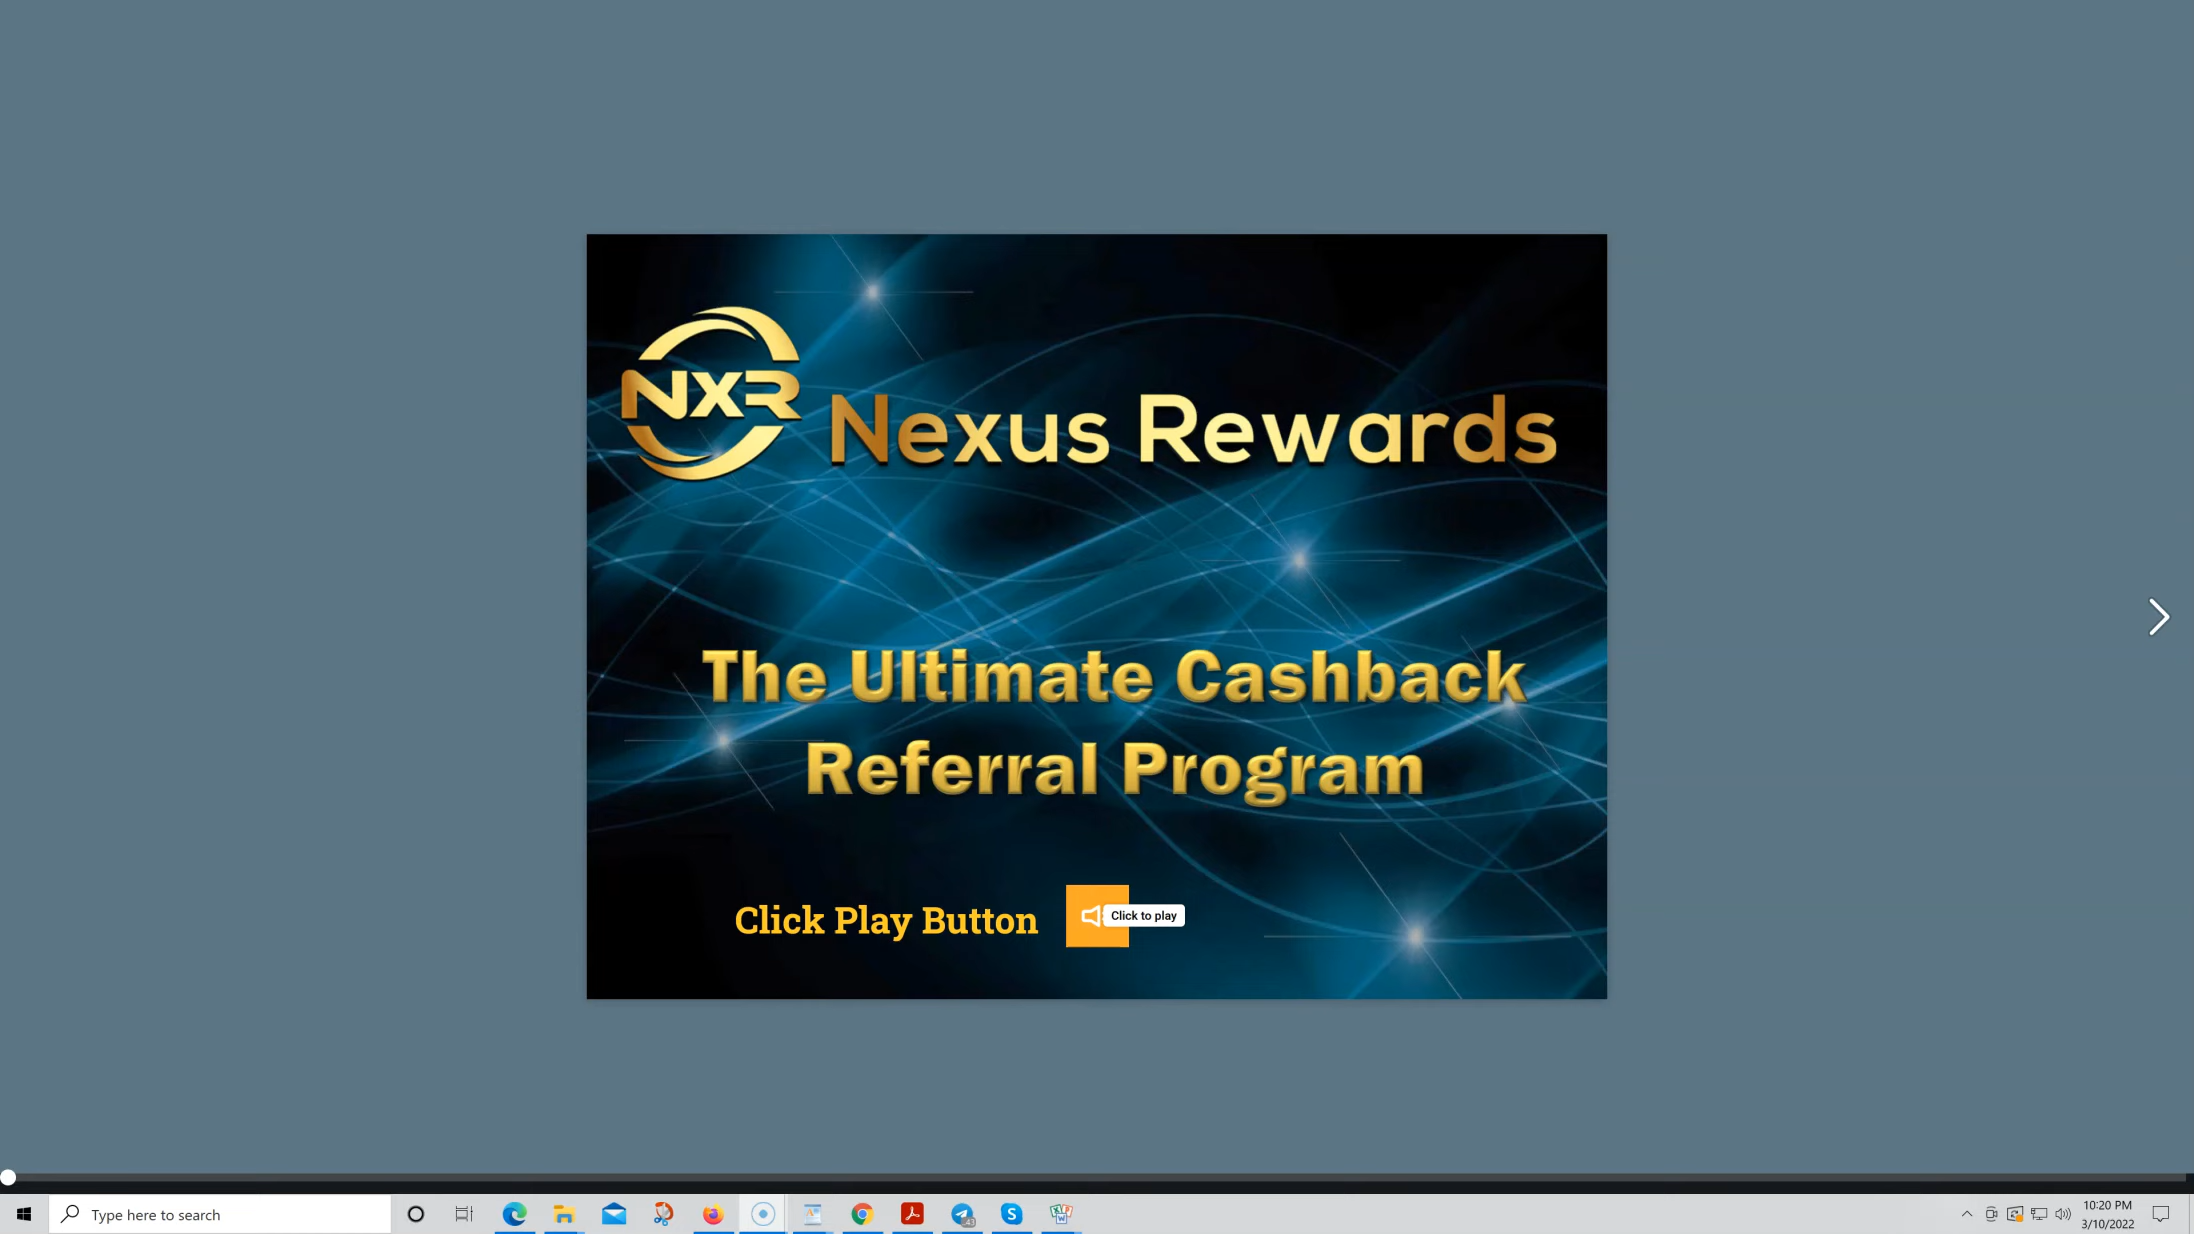 NXR
Nexus Rewards
The Ultimate Cashback
Referral Program
Click Play Button
Click to play
Type here to search
43
10:20 PM
3/10/2022